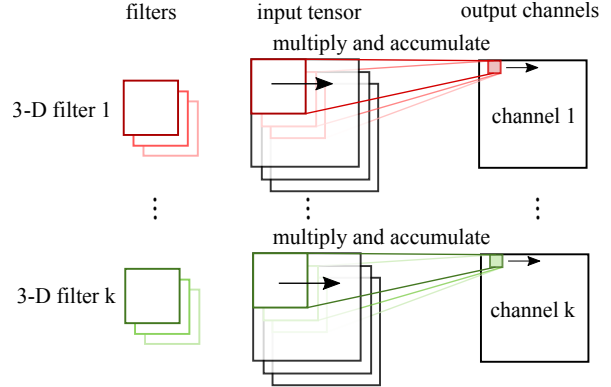 filters
input tensor
output channels
multiply and accumulate
3-D filter 1
channel 1
multiply and accumulate
3-D filter k
channel k